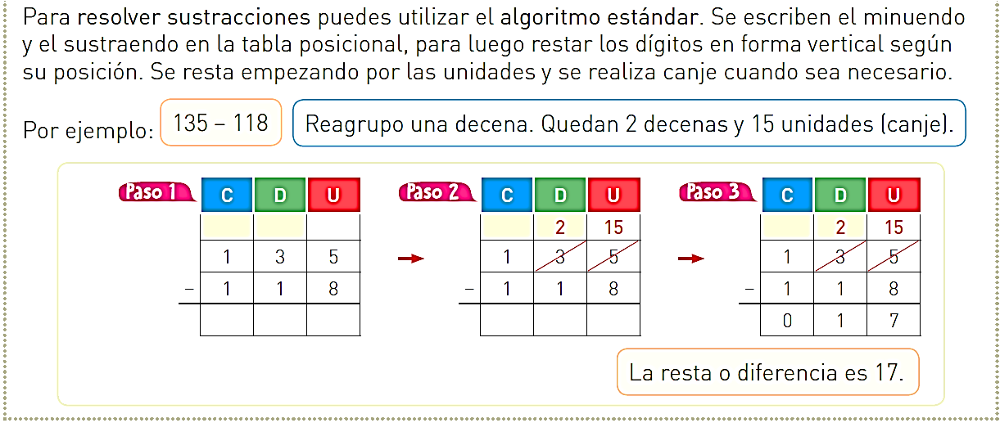 Para resolver sustracciones puedes utilizar el algoritmo estándar. Se escriben el minuendo
y el sustraendo en la tabla posicional, para luego restar los dígitos en forma vertical según
su posición. Se resta empezando por las unidades y se realiza canje cuando sea necesario.
Por ejemplo: 135 – 118 Reagrupo una decena. Quedan 2 decenas y 15 unidades (canje).
Paso 1 C D U Paso 2 C D U Paso 3 C D U
2 15 2 15
1 3 5 1 3 5 1 3 5
– 1 1 8 – 1 1 8 – 1 1 8
0 1 7
La resta o diferencia es 17.